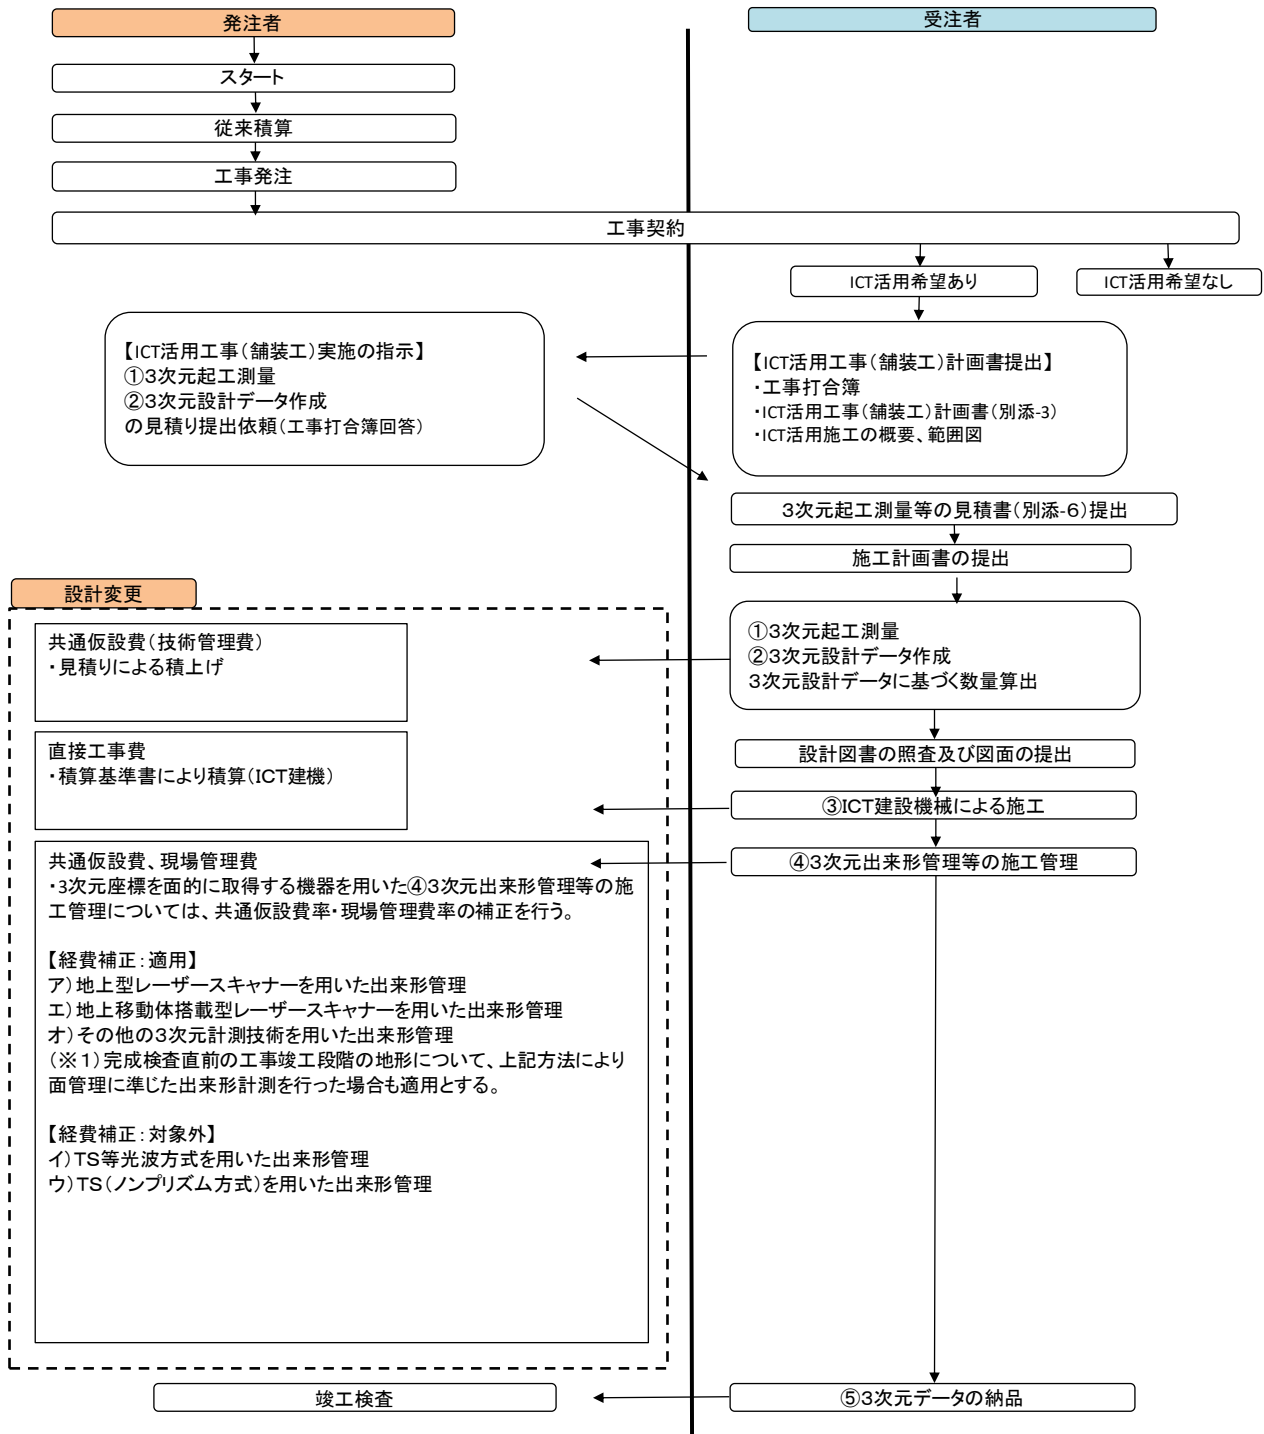 発注者
受注者
スタート
従来積算
工事発注
工事契約
ICT活用希望あり
ICT活用希望なし
【ICT活用工事（舗装工）実施の指示】
①３次元起工測量
②３次元設計データ作成
の見積り提出依頼（工事打合簿回答）
【ICT活用工事（舗装工）計画書提出】
・工事打合簿
・ICT活用工事（舗装工）計画書（別添-3）
・ICT活用施工の概要、範囲図
３次元起工測量等の見積書（別添-６）提出
施工計画書の提出
①３次元起工測量
②３次元設計データ作成
３次元設計データに基づく数量算出
設計図書の照査及び図面の提出
③ICT建設機械による施工
④３次元出来形管理等の施工管理
設計変更
共通仮設費（技術管理費）
・見積りによる積上げ
直接工事費
・積算基準書により積算（ICT建機）
共通仮設費、現場管理費
・3次元座標を面的に取得する機器を用いた④３次元出来形管理等の施
工管理については、共通仮設費率・現場管理費率の補正を行う。
【経費補正：適用】
ア）地上型レーザースキャナーを用いた出来形管理
エ）地上移動体搭載型レーザースキャナーを用いた出来形管理
オ）その他の３次元計測技術を用いた出来形管理
（※１）完成検査直前の工事竣工段階の地形について、上記方法により
面管理に準じた出来形計測を行った場合も適用とする。
【経費補正：対象外】
イ）ＴＳ等光波方式を用いた出来形管理
ウ）ＴＳ（ノンプリズム方式）を用いた出来形管理
竣工検査
⑤３次元データの納品